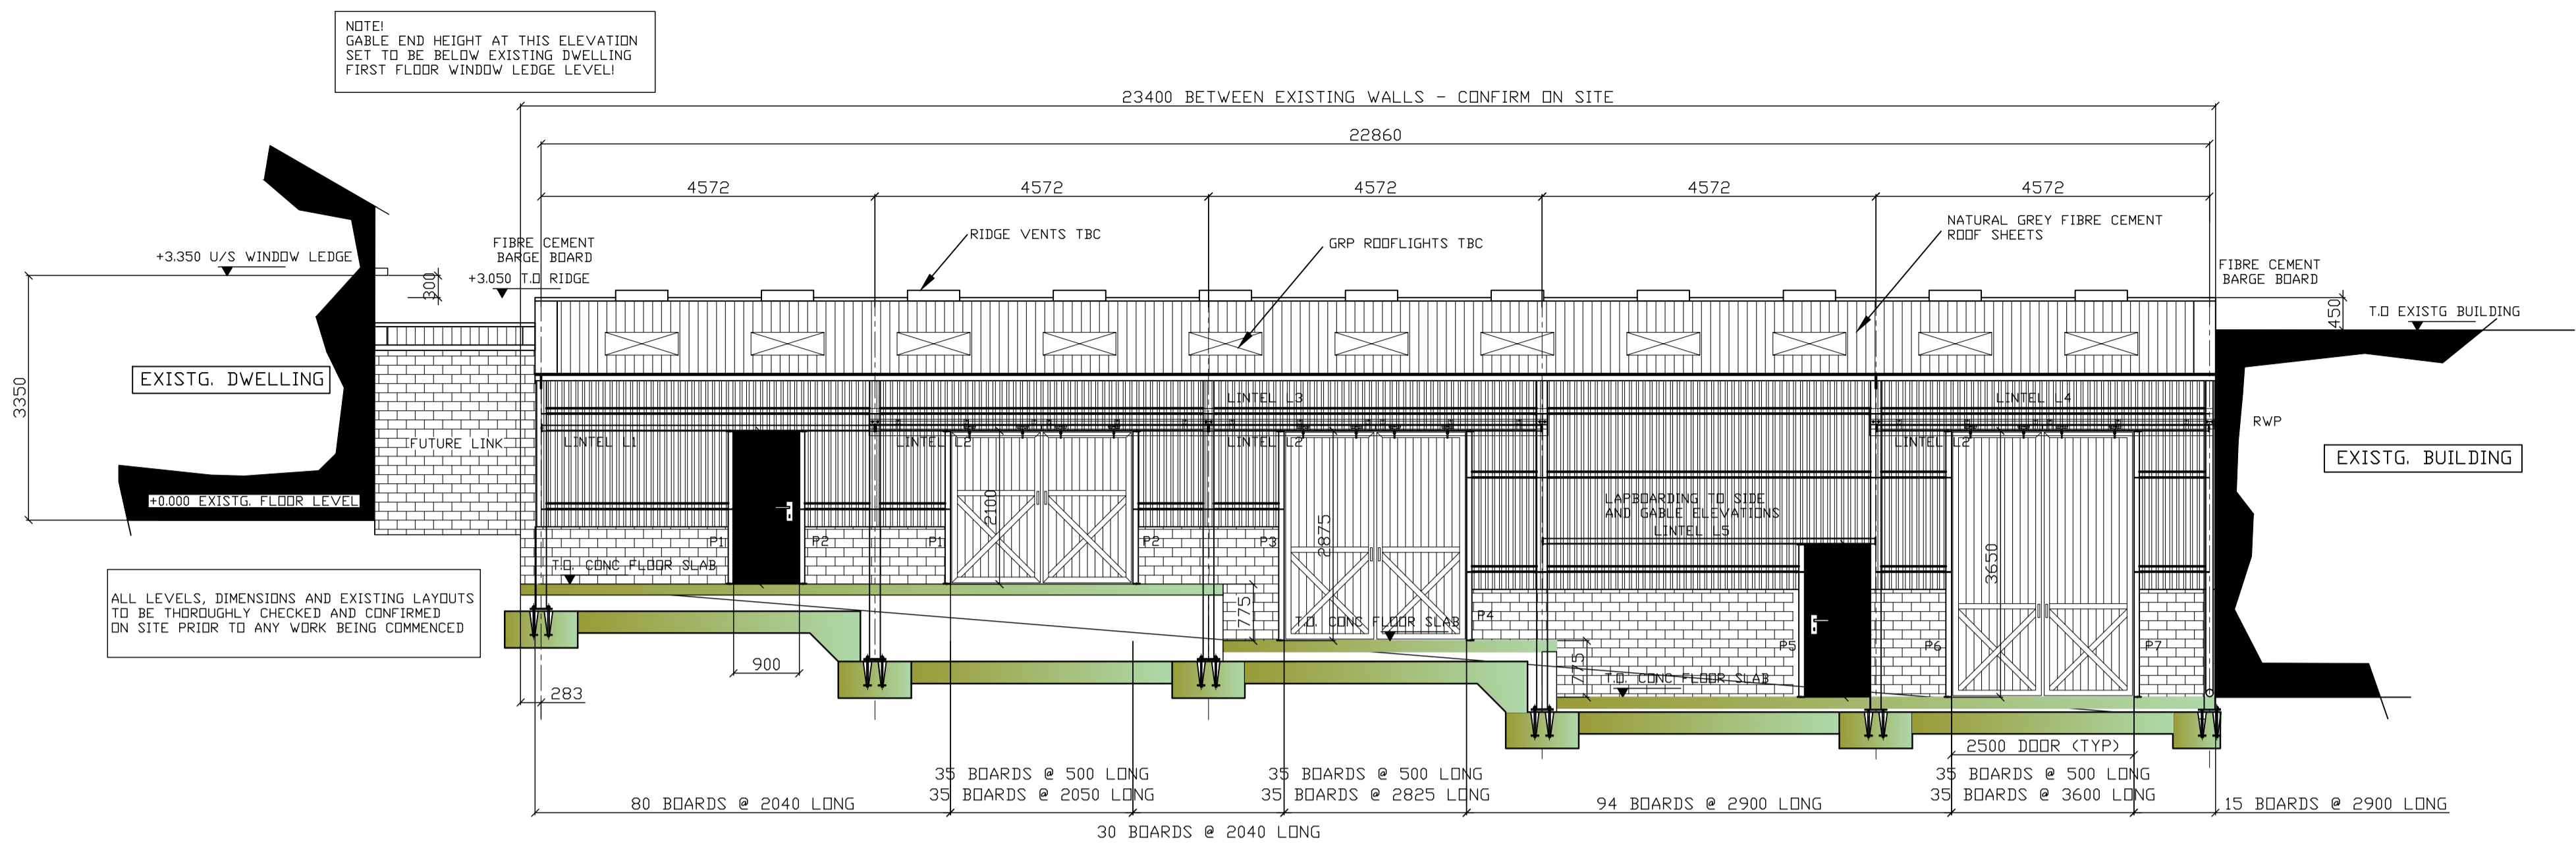 NOTE!
GABLE END HEIGHT AT THIS ELEVATION
SET TO BE BELOW EXISTING DWELLING
FIRST FLOOR WINDOW LEDGE LEVEL!
23400 BETWEEN EXISTING WALLS - CONFIRM ON SITE
22860
4572
4572
4572
4572
4572
RIDGE VENTS TBC
GRP ROOFLIGHTS TBC
NATURAL GREY FIBRE CEMENT
ROOF SHEETS
FIBRE CEMENT
BARGE BOARD
+3.350 U/S WINDOW LEDGE
+3.050 T.O RIDGE
300
FIBRE CEMENT
BARGE BOARD
T.O EXISTG BUILDING
450
3350
EXISTG. DWELLING
FUTURE LINK
+0.000 EXISTG. FLOOR LEVEL
LINTEL L3
LINTEL L4
LINTEL L1
LINTEL L2
LINTEL L2
LINTEL L2
RWP
EXISTG. BUILDING
2100
2875
3650
LAPBOARDING TO SIDE
AND GABLE ELEVATIONS
LINTEL L5
P1
P2
P1
P2
P3
P4
P5
P6
P7
T.O. CONC FLOOR SLAB
T.O. CONC FLOOR SLAB
T.O. CONC FLOOR SLAB
775
775
ALL LEVELS, DIMENSIONS AND EXISTING LAYOUTS
TO BE THOROUGHLY CHECKED AND CONFIRMED
ON SITE PRIOR TO ANY WORK BEING COMMENCED
900
283
2500 DOOR (TYP)
35 BOARDS @ 500 LONG
35 BOARDS @ 2050 LONG
35 BOARDS @ 500 LONG
35 BOARDS @ 2825 LONG
35 BOARDS @ 500 LONG
35 BOARDS @ 3600 LONG
80 BOARDS @ 2040 LONG
94 BOARDS @ 2900 LONG
15 BOARDS @ 2900 LONG
30 BOARDS @ 2040 LONG